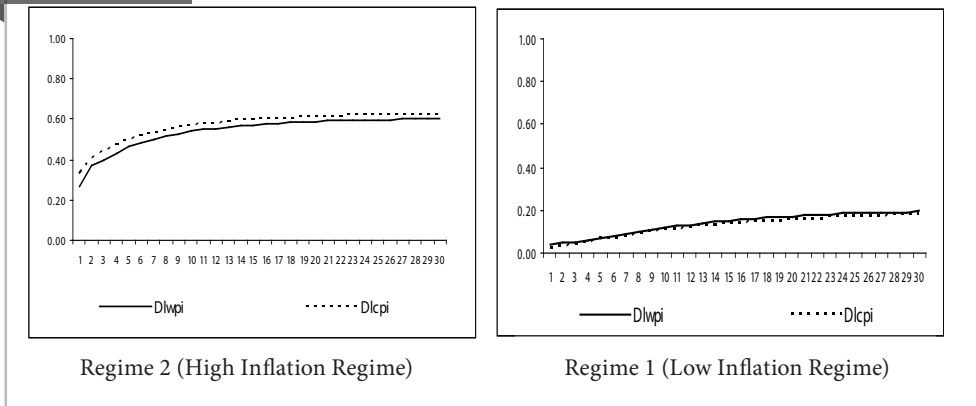 1.00
0.80
0.60
0.40
0.20
0.00
1 2 3 4 5 6 7 8 9 10 11 12 13 14 15 16 17 18 19 20 21 22 23 24 25 26 27 28 29 30
Dlwpi Dlcpi
Regime 2 (High Inflation Regime)
1.00
0.80
0.60
0.40
0.20
0.00
1 2 3 4 5 6 7 8 9 10 11 12 13 14 15 16 17 18 19 20 21 22 23 24 25 26 27 28 29 30
Dlwpi Dlcpi
Regime 1 (Low Inflation Regime)